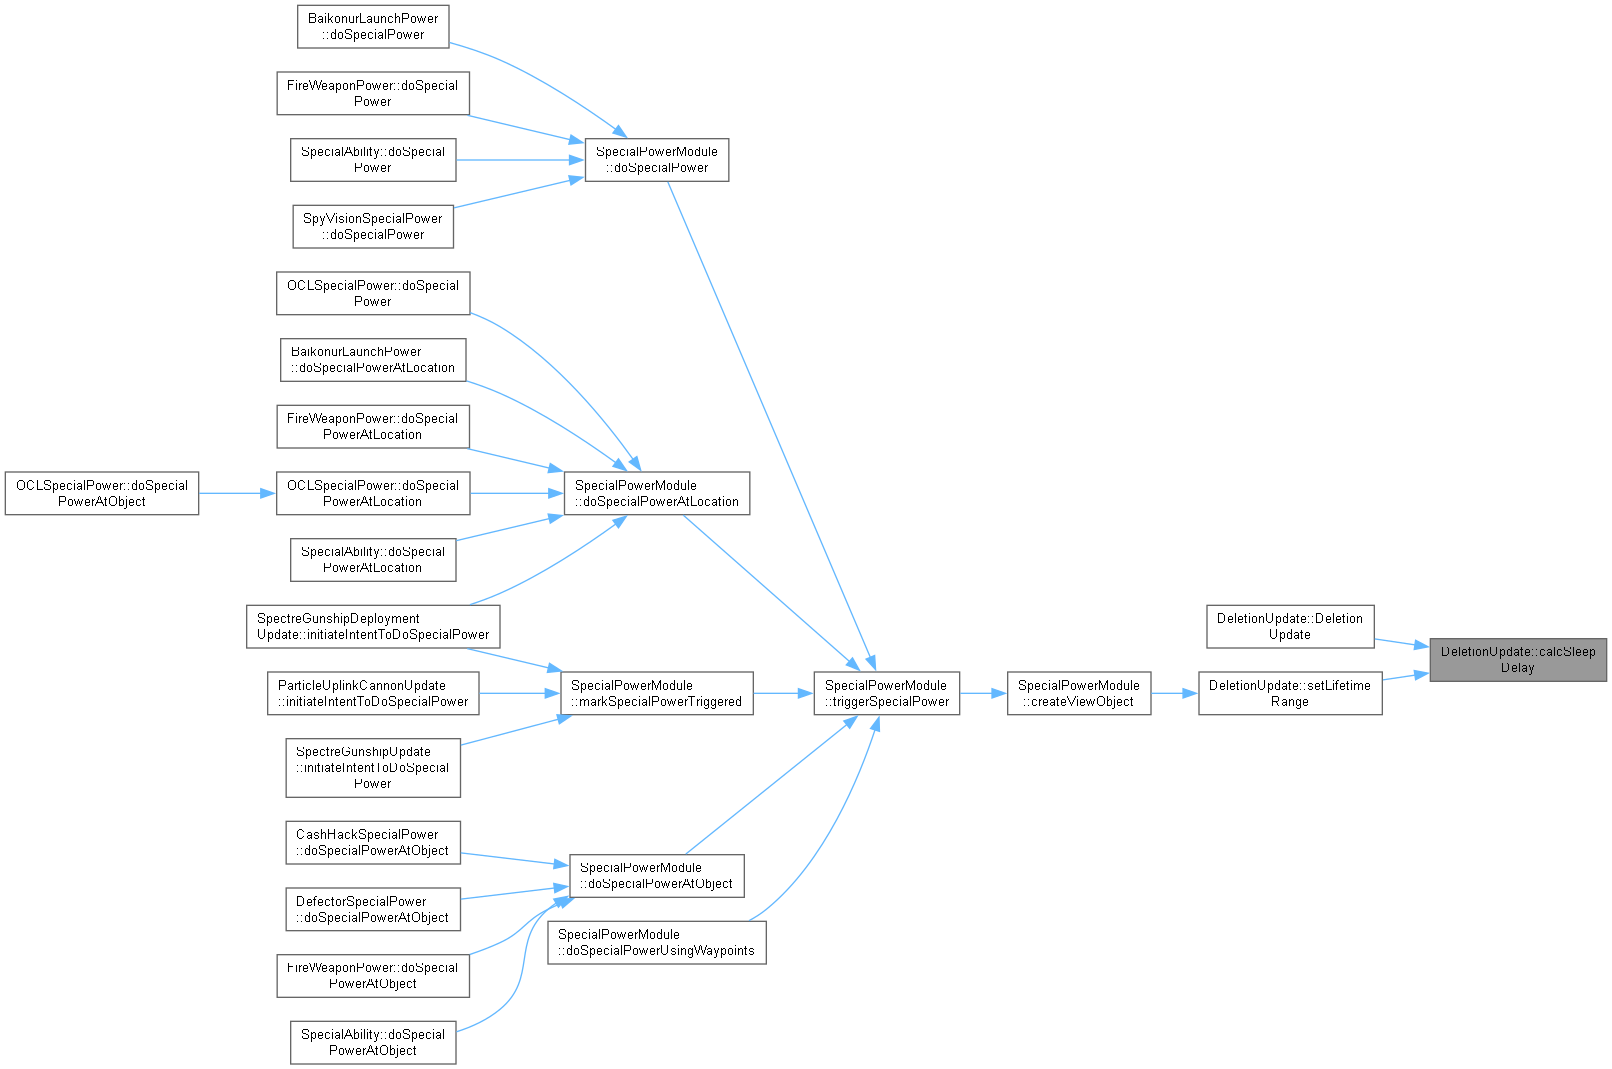 BaikonurLaunchPower
::doSpecialPower
FireWeaponPower::doSpecial
Power
SpecialAbility::doSpecial
Power
SpyVisionSpecialPower
::doSpecialPower
SpecialPowerModule
::doSpecialPower
OCLSpecialPower::doSpecial
Power
BaikonurLaunchPower
::doSpecialPowerAtLocation
FireWeaponPower::doSpecial
PowerAtLocation
OCLSpecialPower::doSpecial
PowerAtObject
OCLSpecialPower::doSpecial
PowerAtLocation
SpecialPowerModule
::doSpecialPowerAtLocation
SpecialAbility::doSpecial
PowerAtLocation
SpectreGunshipDeployment
Update::initiateIntentToDoSpecialPower
ParticleUplinkCannonUpdate
::initiateIntentToDoSpecialPower
SpecialPowerModule
::markSpecialPowerTriggered
SpecialPowerModule
::triggerSpecialPower
SpecialPowerModule
::createViewObject
DeletionUpdate::Deletion
Update
DeletionUpdate::setLifetime
Range
DeletionUpdate::calcSleep
Delay
SpectreGunshipUpdate
::initiateIntentToDoSpecial
Power
CashHackSpecialPower
::doSpecialPowerAtObject
SpecialPowerModule
::doSpecialPowerAtObject
DefectorSpecialPower
::doSpecialPowerAtObject
SpecialPowerModule
::doSpecialPowerUsingWaypoints
FireWeaponPower::doSpecial
PowerAtObject
SpecialAbility::doSpecial
PowerAtObject